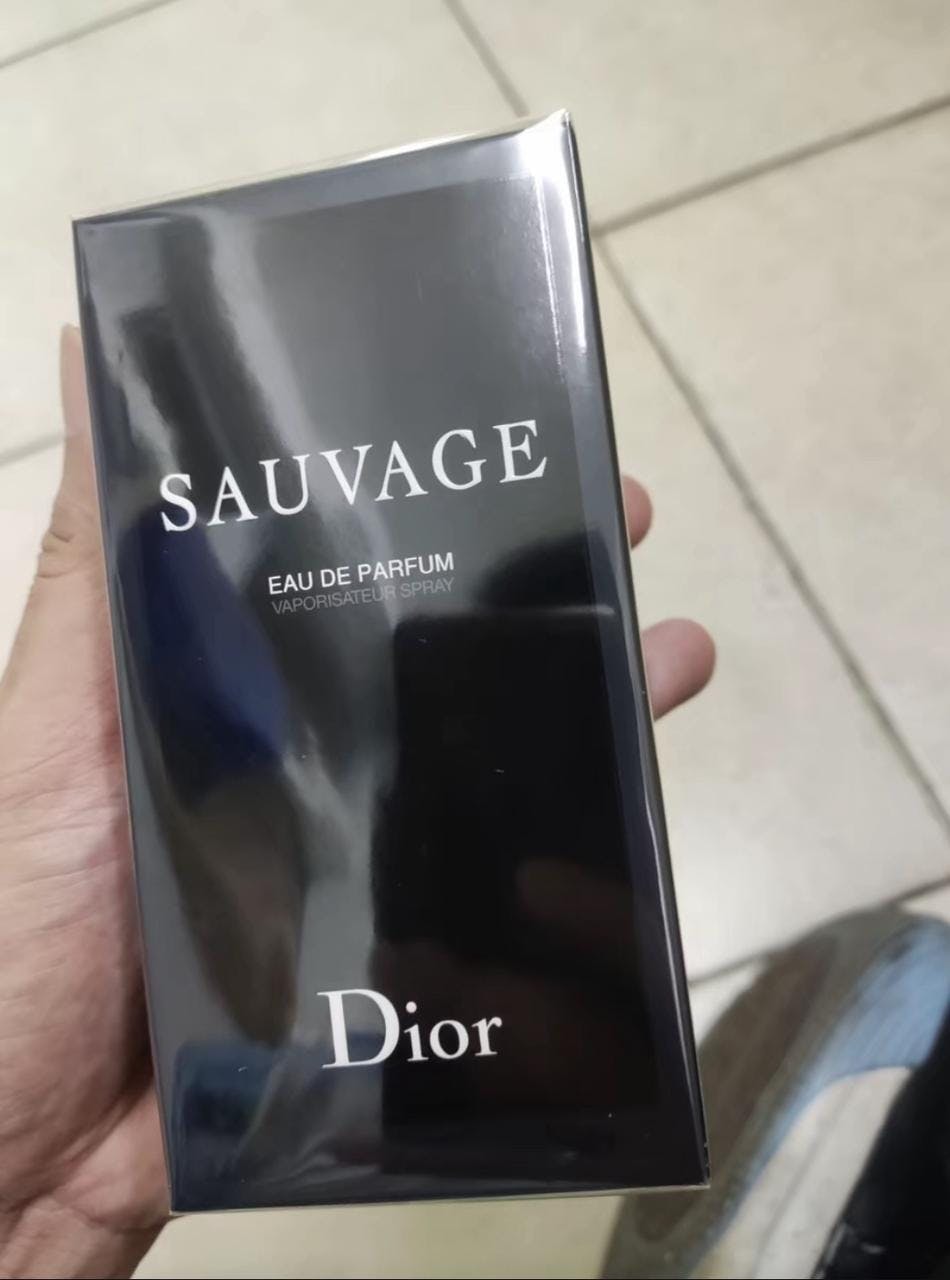 SAUVAGE
EAU DE PARFUM
VAPORISATEUR SPRAY
Dior